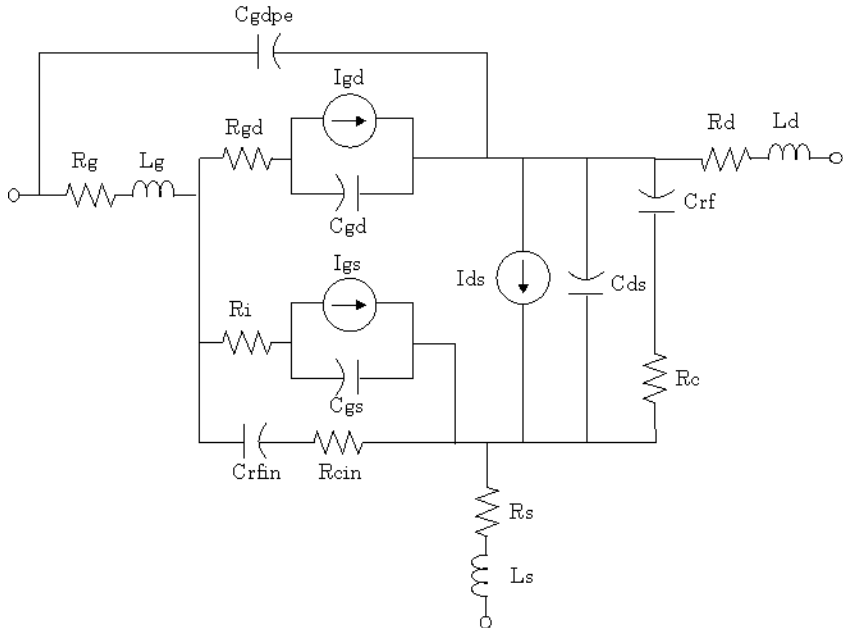 Cgdpe
Igd
Rgd
Rd
Ld
Rg
Lg
Crf
Cgd
Igs
Ids
Cds
Ri
Rc
Cgs
Crfin
Rcin
Rs
Ls